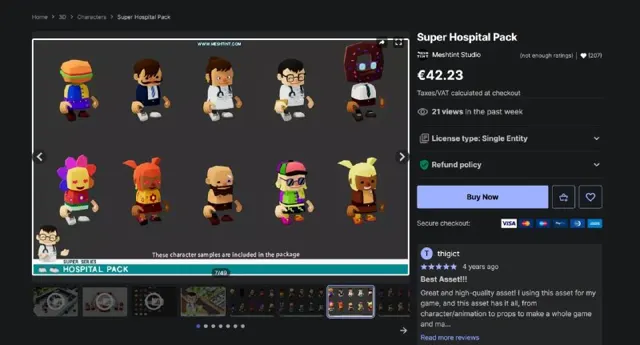 Home > 3D > Characters > Super Hospital Pack
WWW.MESHTINT.COM
These character samples are included in the package
SUPER SERIES
HOSPITAL PACK
7/49
Super Hospital Pack
Meshtint Studio
(not enough ratings) | (207)
€42.23
Taxes/VAT calculated at checkout
21 views in the past week
License type: Single Entity
Refund policy
Buy Now
Secure checkout:
VISA
T
thigict
4 years ago
Best Asset!!!
Great and high-quality asset! I using this asset for my
game, and this asset has it all, from
character/animation to props to make a whole game
and ma...
Read more reviews